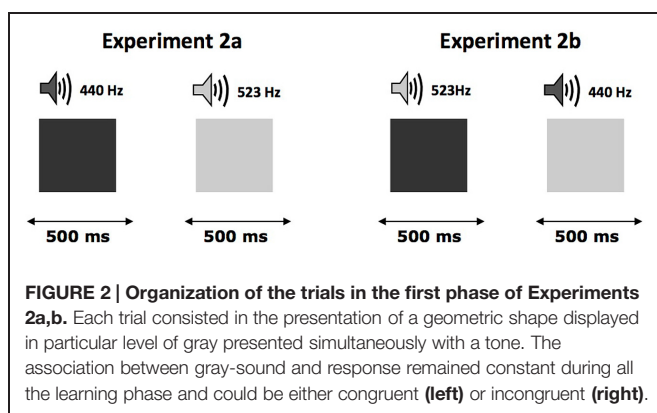 Experiment 2a
Experiment 2b
440 Hz
523 Hz
523Hz
440 Hz
500 ms
500 ms
500 ms
500 ms
FIGURE 2 | Organization of the trials in the first phase of Experiments
2a,b. Each trial consisted in the presentation of a geometric shape displayed
in particular level of gray presented simultaneously with a tone. The
association between gray-sound and response remained constant during all
the learning phase and could be either congruent (left) or incongruent (right).